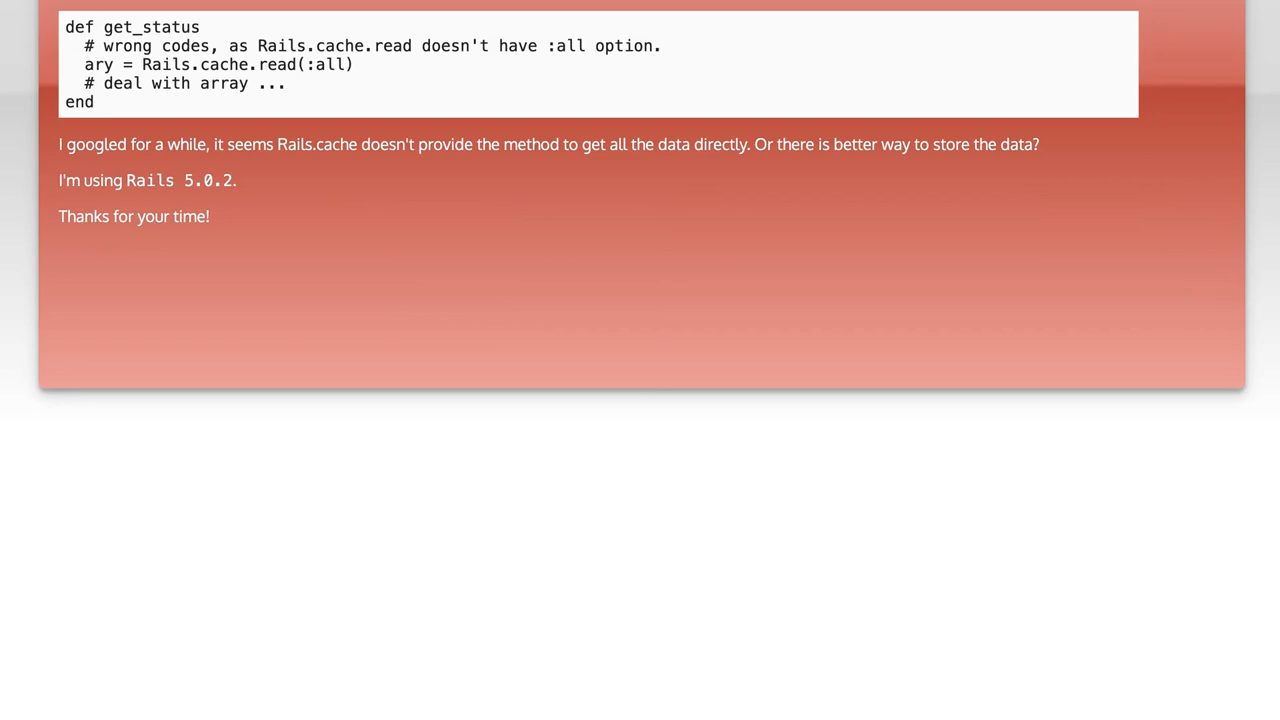 def get_status
  # wrong codes, as Rails.cache.read doesn't have :all option.
  ary = Rails.cache.read(:all)
  # deal with array ...
end
I googled for a while, it seems Rails.cache doesn't provide the method to get all the data directly. Or there is better way to store the data?
I'm using Rails 5.0.2.
Thanks for your time!